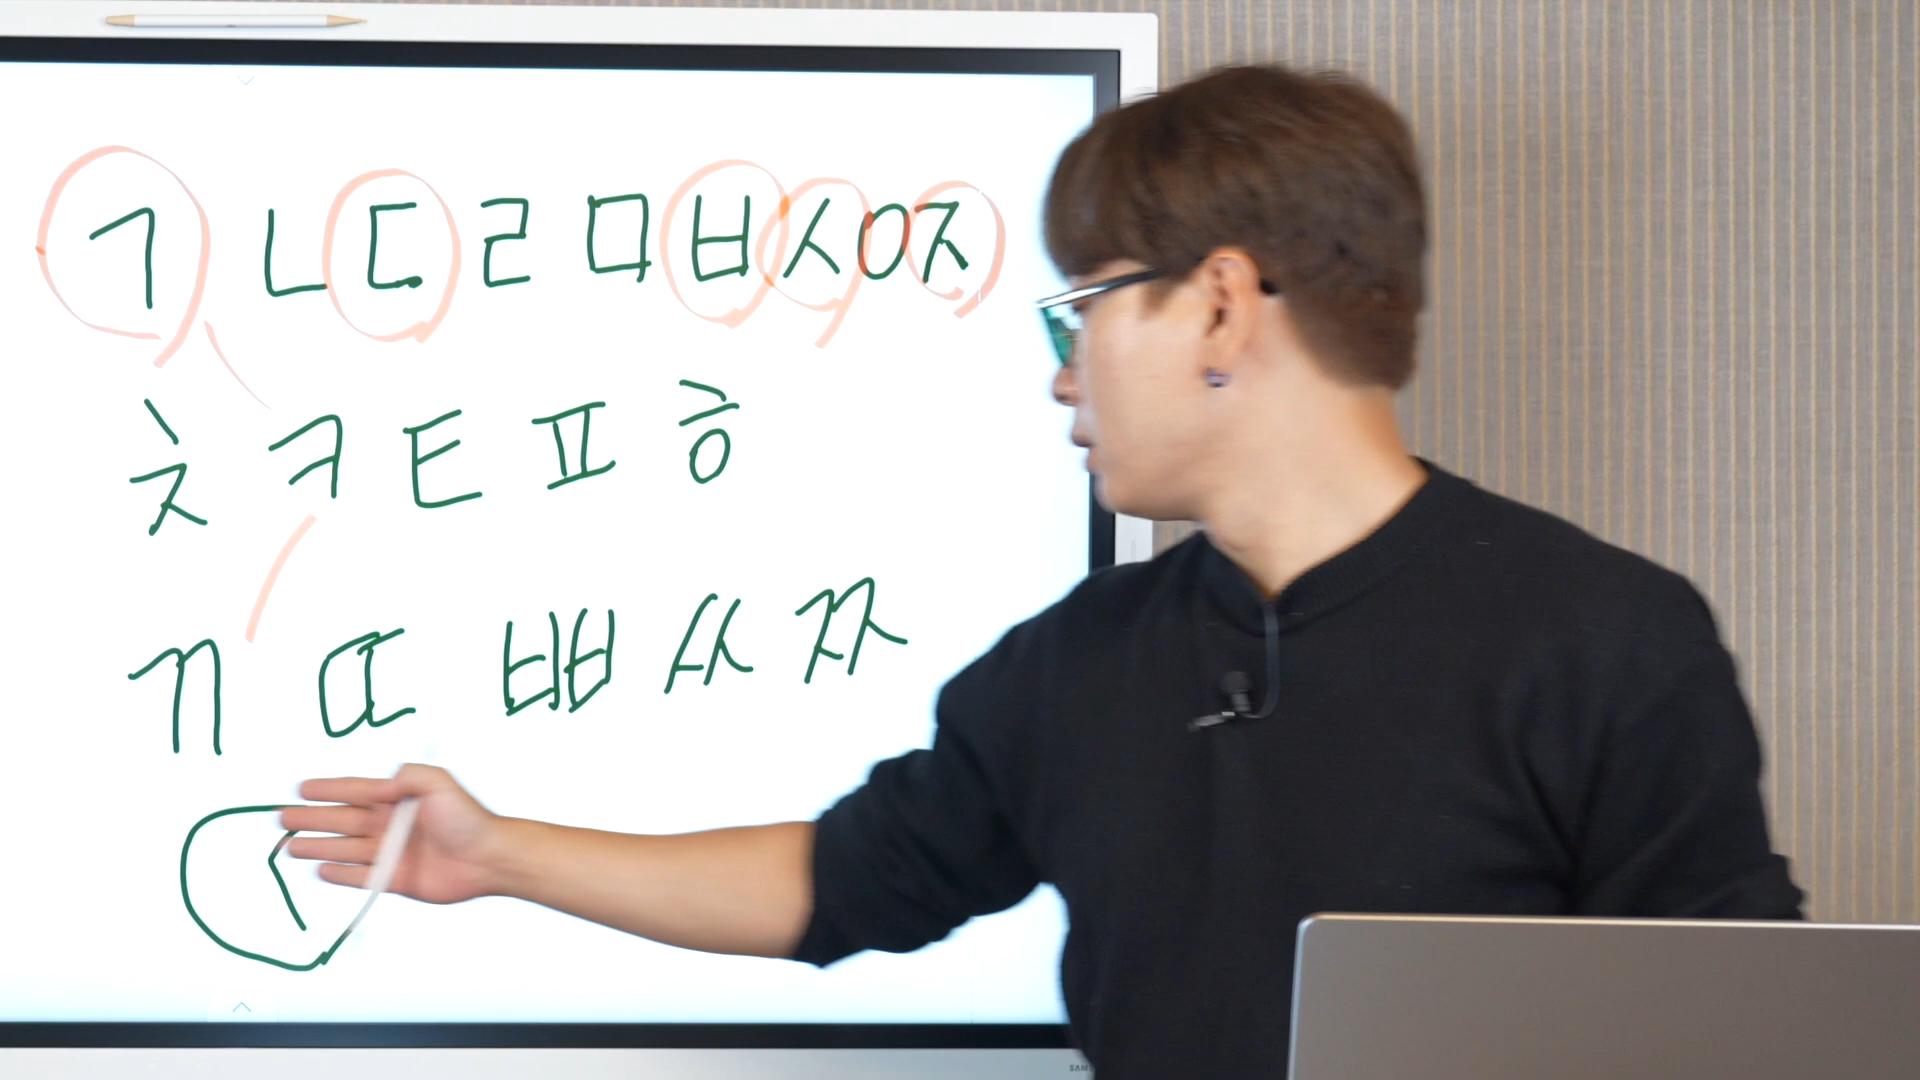 ㄱ ㄴ ㄷ ㄹ ㅁ ㅂ ㅅ ㅇ ㅈ
ㅊ ㅋ ㅌ ㅍ ㅎ
ㄲ ㄸ ㅃ ㅆ ㅉ